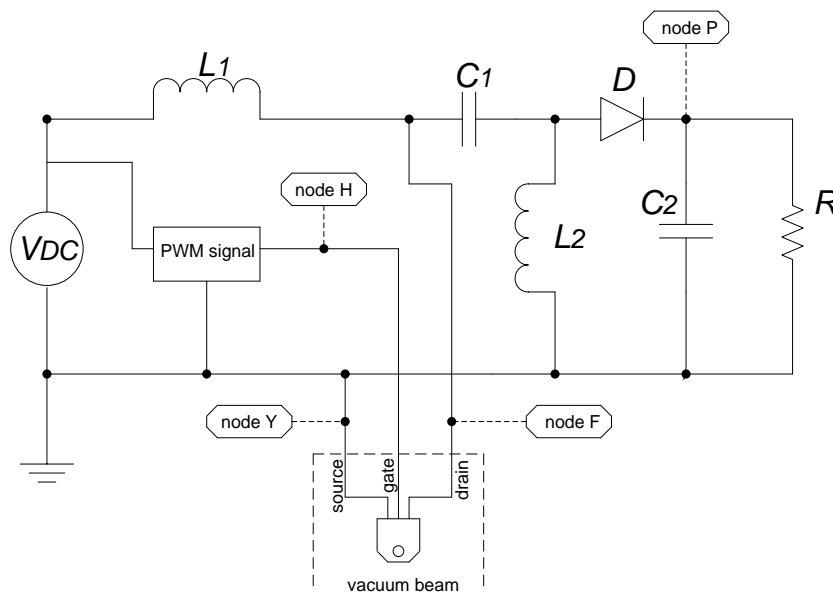 node P
L1
C1
D
node H
C2
R
VDC
PWM signal
L2
node Y
node F
source
gate
drain
vacuum beam